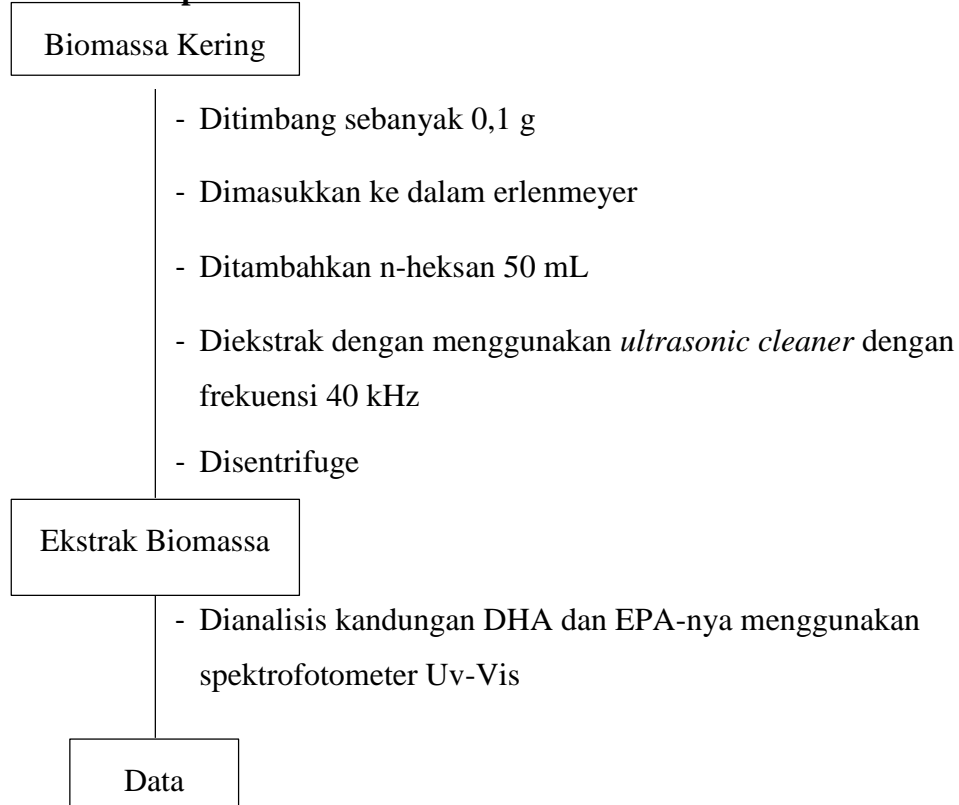 Biomassa Kering
- Ditimbang sebanyak 0,1 g
- Dimasukkan ke dalam erlenmeyer
- Ditambahkan n-heksan 50 mL
- Diekstrak dengan menggunakan ultrasonic cleaner dengan
frekuensi 40 kHz
- Disentrifuge
Ekstrak Biomassa
- Dianalisis kandungan DHA dan EPA-nya menggunakan
spektrofotometer Uv-Vis
Data